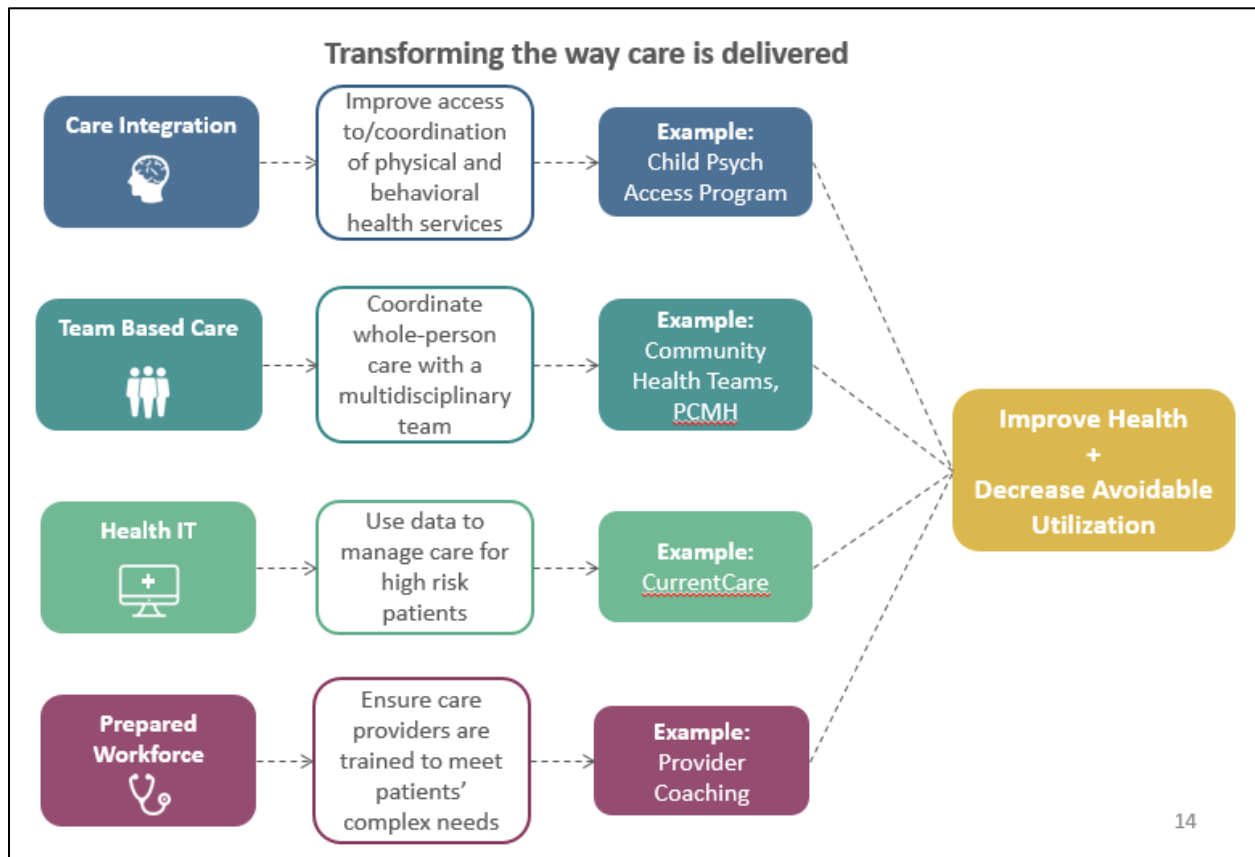 Transforming the way care is delivered
Care Integration
Improve access
to/coordination
of physical and
behavioral
health services
Example:
Child Psych
Access Program
Team Based Care
Coordinate
whole-person
care with a
multidisciplinary
team
Example:
Community
Health Teams,
PCMH
Health IT
Use data to
manage care for
high risk
patients
Example:
CurrentCare
Prepared
Workforce
Ensure care
providers are
trained to meet
patients’
complex needs
Example:
Provider
Coaching
Improve Health
+
Decrease Avoidable
Utilization
14